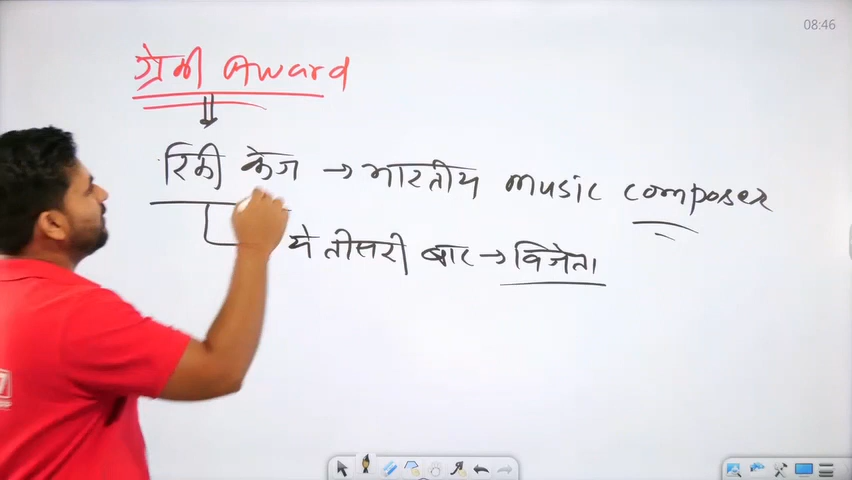 08:46
ग्रेमी Award
रिकी केज → भारतीय music composer
ये तीसरी बार → विजेता